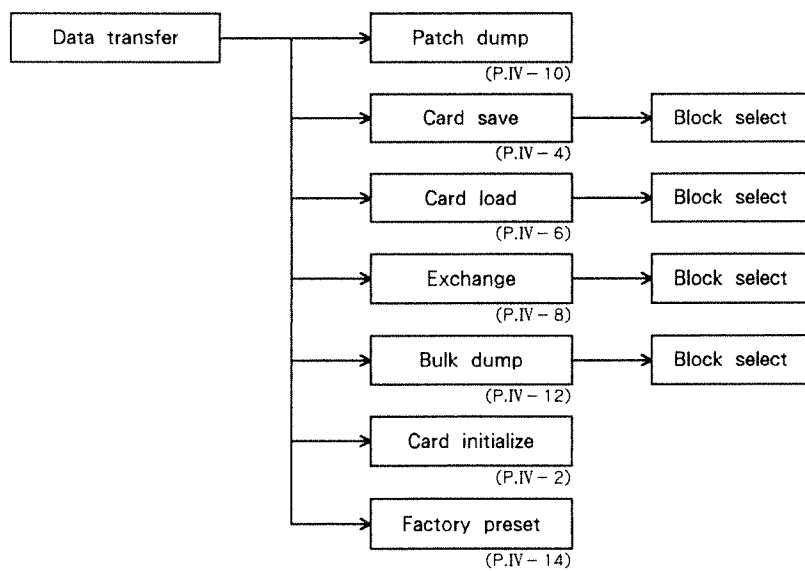 Data transfer
Patch dump
(P.IV – 10)
Card save
Block select
(P.IV – 4)
Card load
Block select
(P.IV – 6)
Exchange
Block select
(P.IV – 8)
Bulk dump
Block select
(P.IV – 12)
Card initialize
(P.IV – 2)
Factory preset
(P.IV – 14)